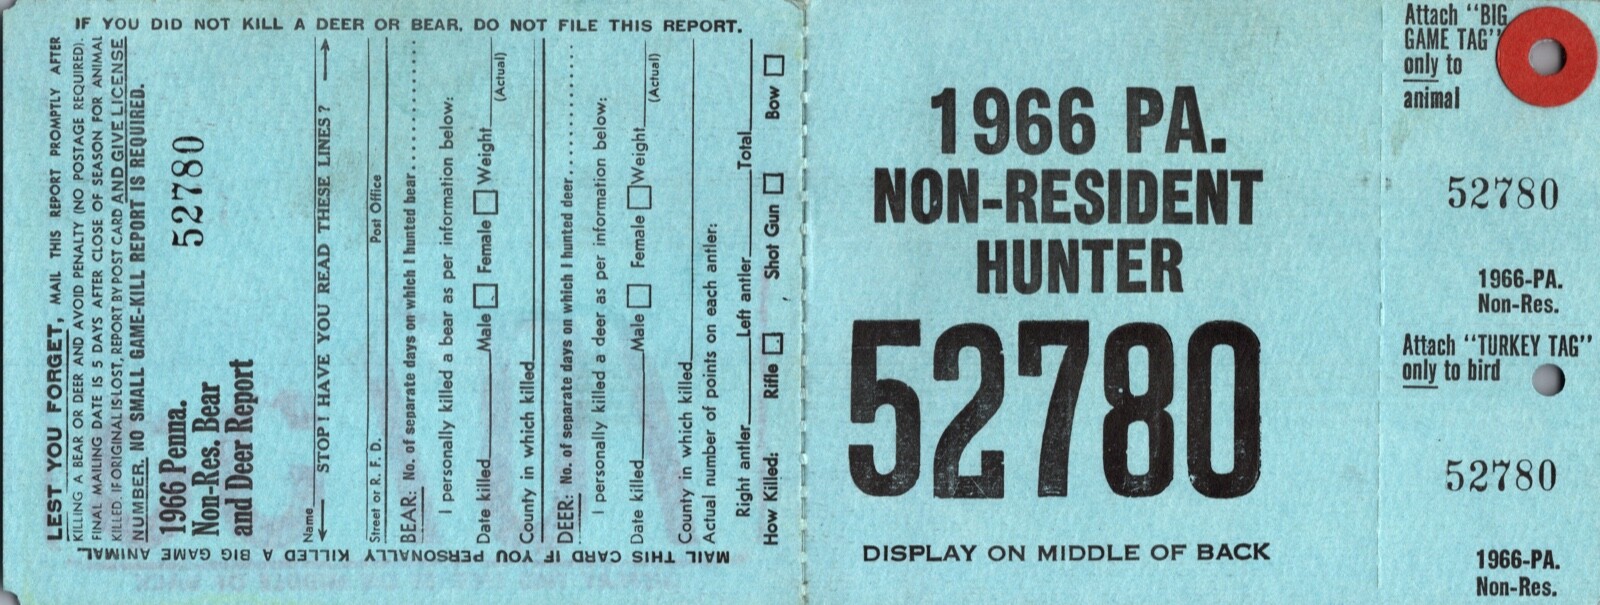 IF YOU DID NOT KILL A DEER OR BEAR, DO NOT FILE THIS REPORT.
LEST YOU FORGET, MAIL THIS REPORT PROMPTLY AFTER
KILLING A BEAR OR DEER AND AVOID PENALTY (NO POSTAGE REQUIRED).
FINAL MAILING DATE IS 5 DAYS AFTER CLOSE OF SEASON FOR ANIMAL
KILLED. IF ORIGINAL IS LOST, REPORT BY POST CARD AND GIVE LICENSE
NUMBER. NO SMALL GAME-KILL REPORT IS REQUIRED.
1966 Penna.
Non-Res. Bear
and Deer Report
52780
Name
STOP! HAVE YOU READ THESE LINES?
Street or R. F. D. Post Office
BEAR: No. of separate days on which I hunted bear
I personally killed a bear as per information below:
Date killed Male Female Weight (Actual)
County in which killed
DEER: No. of separate days on which I hunted deer
I personally killed a deer as per information below:
Date killed Male Female Weight (Actual)
County in which killed
Actual number of points on each antler:
Right antler Left antler Total
How Killed: Rifle Shot Gun Bow
MAIL THIS CARD IF YOU PERSONALLY KILLED A BIG GAME ANIMAL
1966 PA.
NON-RESIDENT
HUNTER
52780
DISPLAY ON MIDDLE OF BACK
Attach "BIG
GAME TAG"
only to
animal
52780
1966-PA.
Non-Res.
Attach "TURKEY TAG"
only to bird
52780
1966-PA.
Non-Res.